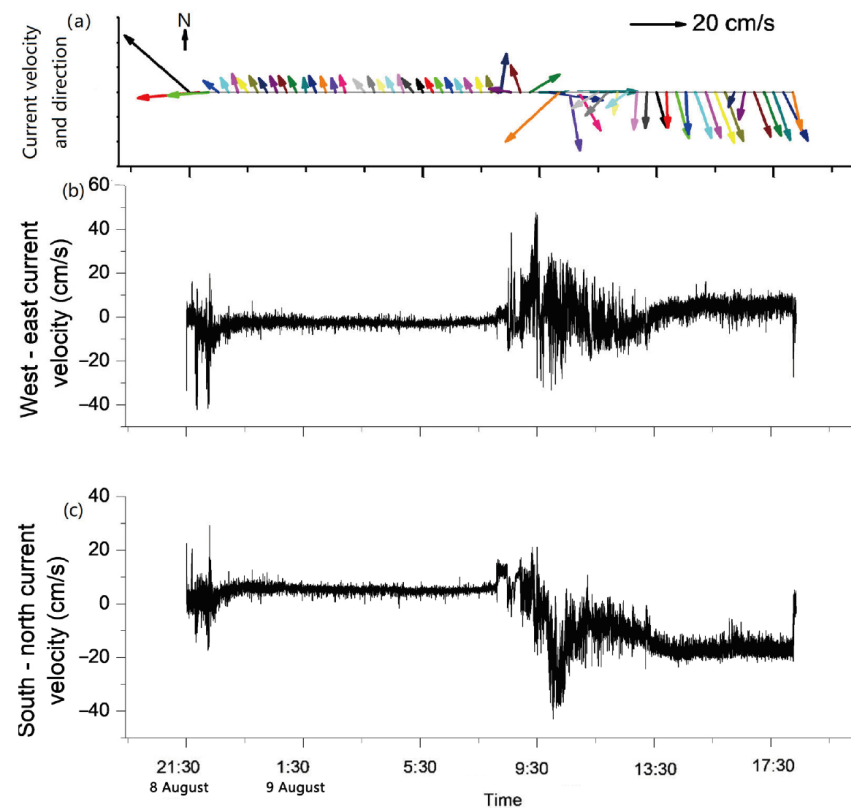 (a)
N
20 cm/s
Current velocity
and direction
(b)
60
40
20
0
–20
–40
West - east current
velocity (cm/s)
(c)
40
20
0
–20
–40
South - north current
velocity (cm/s)
21:30
1:30
5:30
9:30
13:30
17:30
8 August
9 August
Time